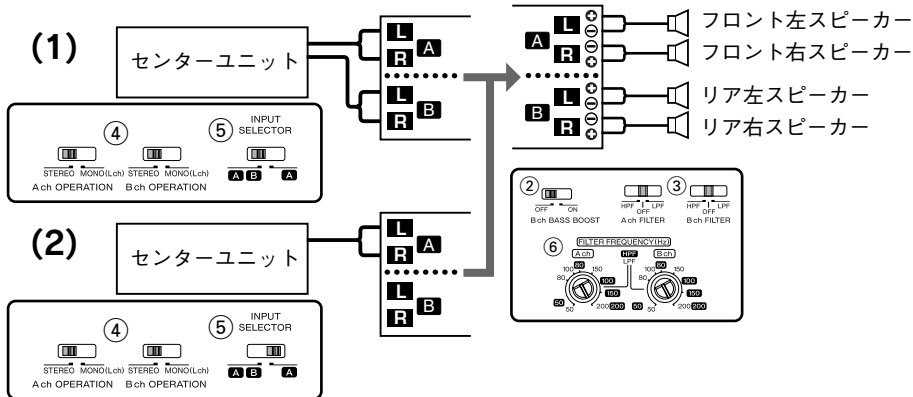 (1)
センターユニット
L
R
A
L
R
B
④
⑤
INPUT
SELECTOR
STEREO MONO(Lch) STEREO MONO(Lch)
A B A
A ch OPERATION B ch OPERATION
(2)
センターユニット
L
R
A
L
R
B
④
⑤
INPUT
SELECTOR
STEREO MONO(Lch) STEREO MONO(Lch)
A B A
A ch OPERATION B ch OPERATION
A
L
R
B
L
R
⊕
⊖
⊖
⊕
⊕
⊖
⊖
⊕
フロント左スピーカー
フロント右スピーカー
リア左スピーカー
リア右スピーカー
②
③
OFF ON
HPF LPF
OFF
HPF LPF
OFF
B ch BASS BOOST A ch FILTER B ch FILTER
⑥
FILTER FREQUENCY(Hz)
A ch HPF B ch
LPF
80 80
100 150 100 150
80 100 80 100
150 150
50 200 200 50 200 200
50 50